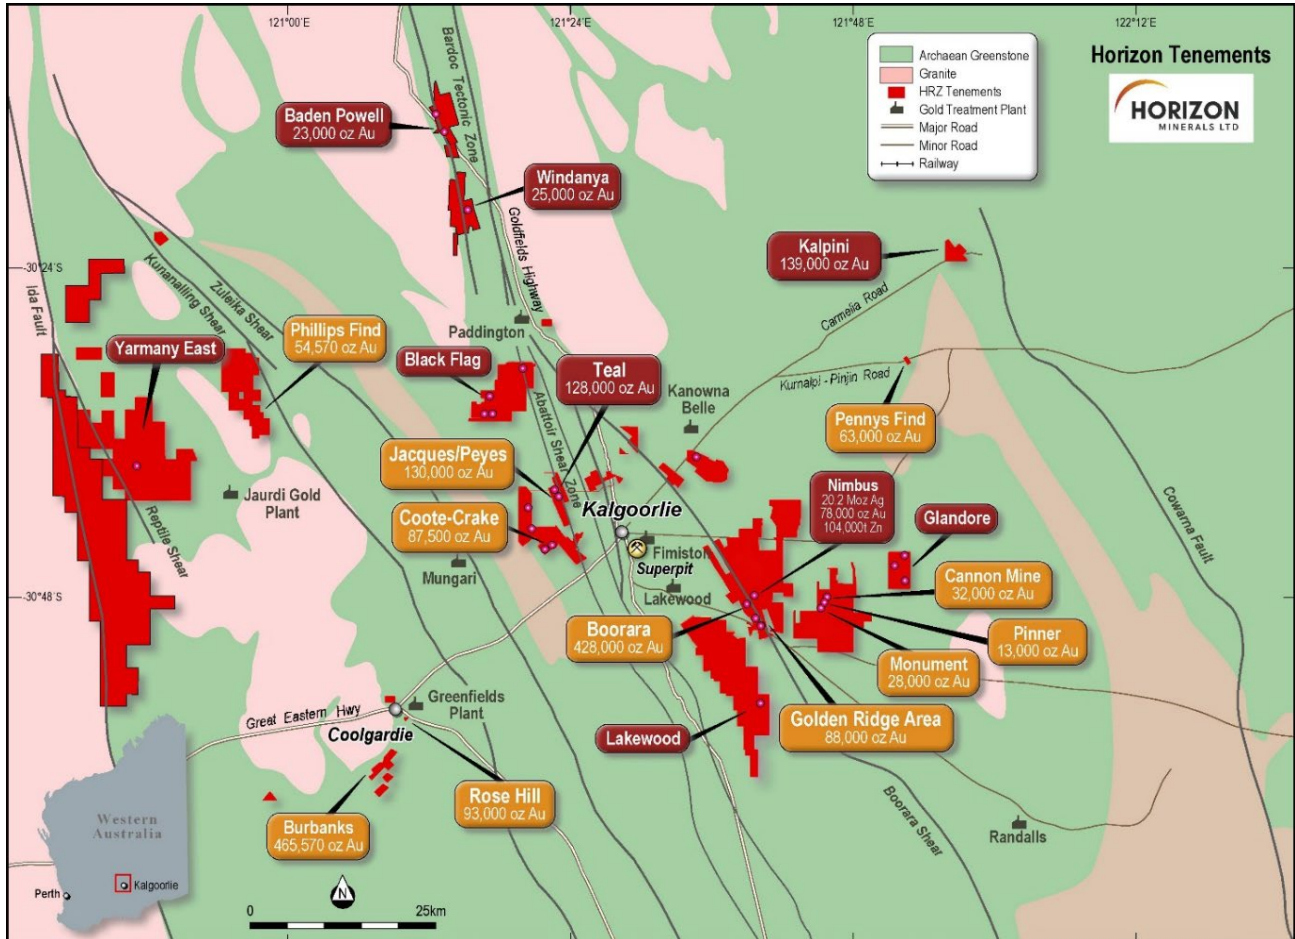 121°00'E
121°24'E
121°48'E
122°12'E
Horizon Tenements
HORIZON
MINERALS LTD
Archaean Greenstone
Granite
HRZ Tenements
Gold Treatment Plant
Major Road
Minor Road
Railway
Bardoc Tectonic Zone
Baden Powell
23,000 oz Au
Windanya
25,000 oz Au
Goldfields Highway
Kalpini
139,000 oz Au
-30°24'S
Ida Fault
Kunanalling Shear
Zuleika Shear
Carmelia Road
Phillips Find
54,570 oz Au
Paddington
Yarmany East
Black Flag
Teal
128,000 oz Au
Kanowna
Belle
Kurnalpi - Pinjin Road
Abattoir Shear Zone
Pennys Find
63,000 oz Au
Jacques/Peyes
130,000 oz Au
Jaurdi Gold
Plant
Reptile Shear
Coote-Crake
87,500 oz Au
Kalgoorlie
Nimbus
20.2 Moz Ag
78,000 oz Au
104,000t Zn
Glandore
Cowarna Fault
Fimiston
Superpit
Mungari
Lakewood
Cannon Mine
32,000 oz Au
-30°48'S
Boorara
428,000 oz Au
Pinner
13,000 oz Au
Monument
28,000 oz Au
Greenfields
Plant
Great Eastern Hwy
Coolgardie
Lakewood
Golden Ridge Area
88,000 oz Au
Rose Hill
93,000 oz Au
Boorara Shear
Burbanks
465,570 oz Au
Randalls
Western
Australia
Perth
Kalgoorlie
N
0
25km